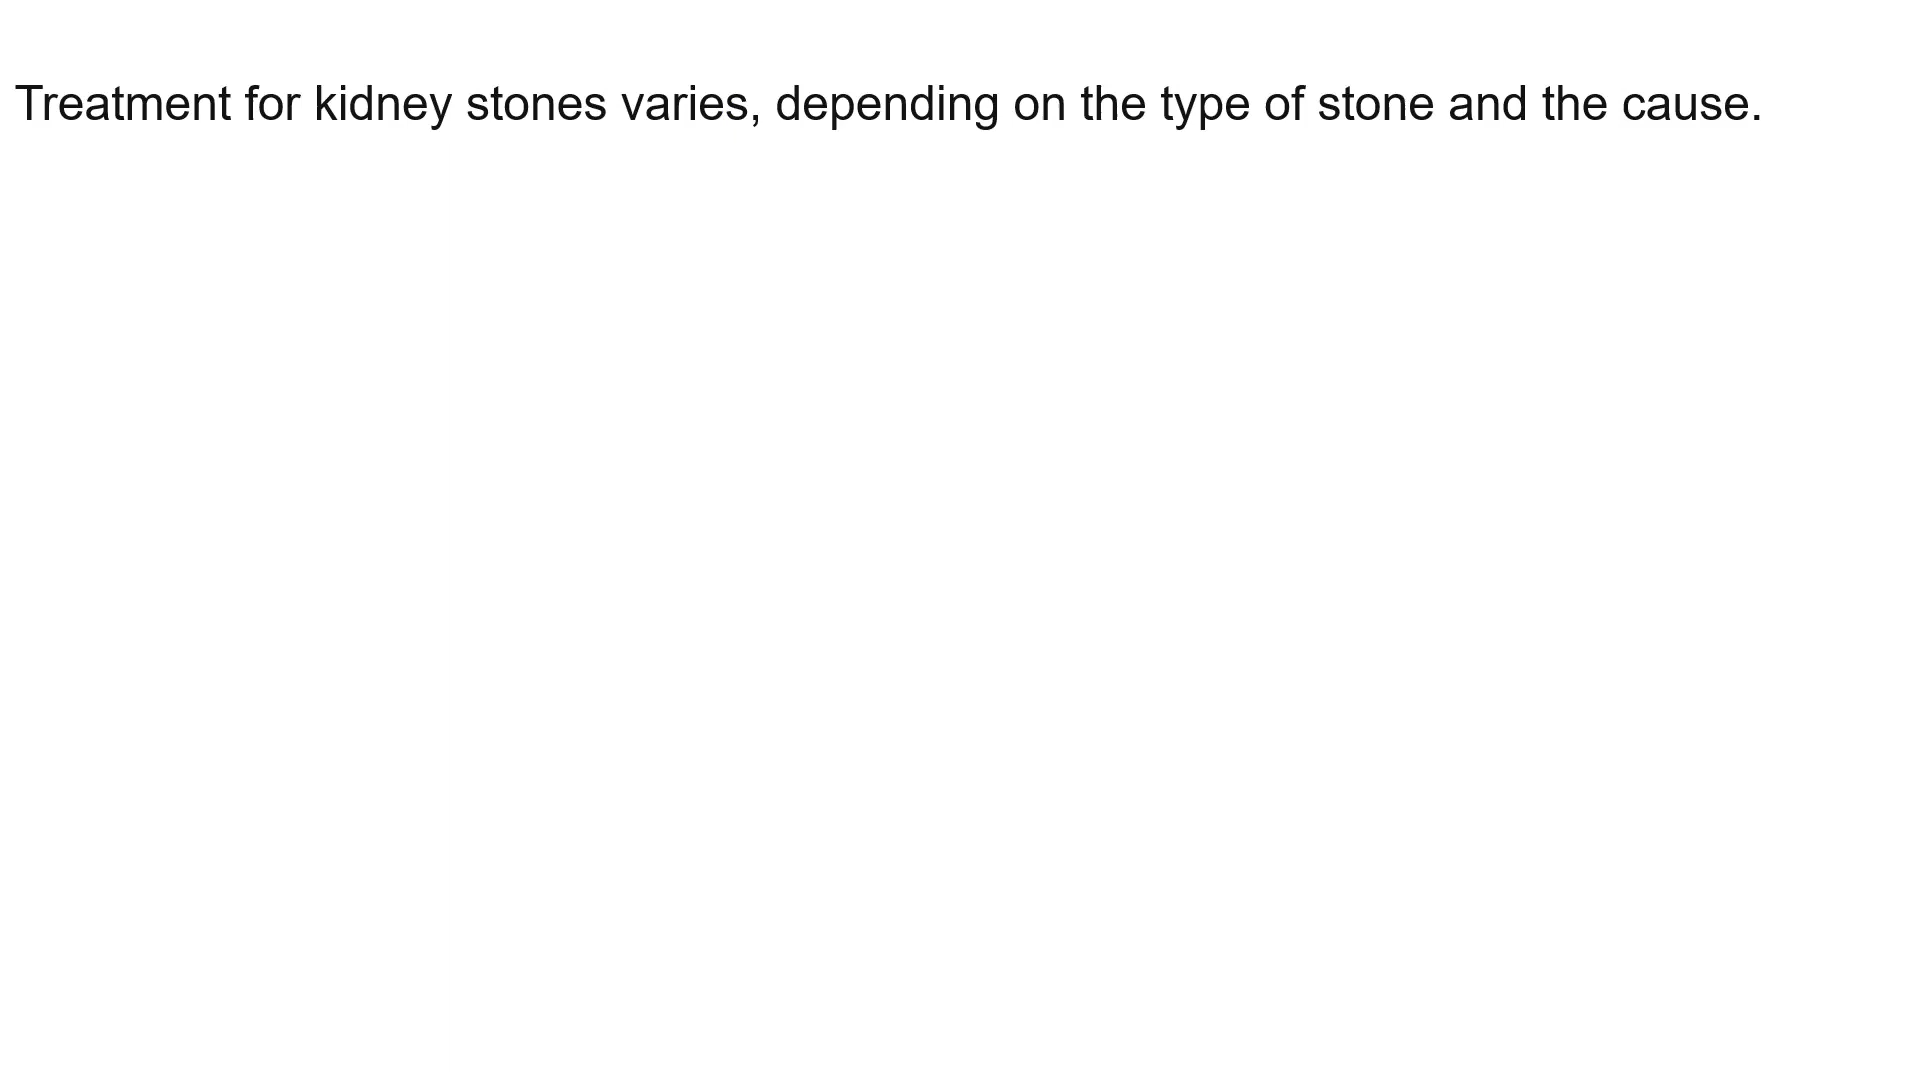 Treatment for kidney stones varies, depending on the type of stone and the cause.